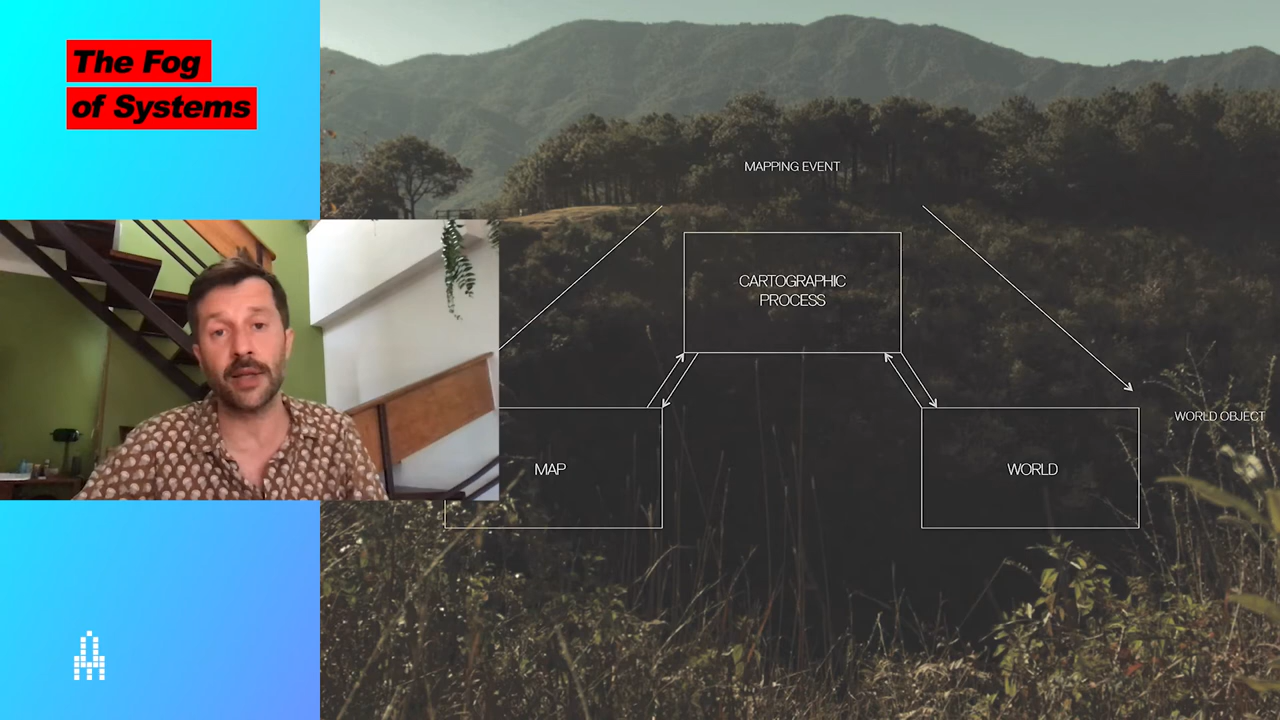 The Fog
of Systems
MAPPING EVENT
CARTOGRAPHIC
PROCESS
WORLD OBJECT
MAP
WORLD